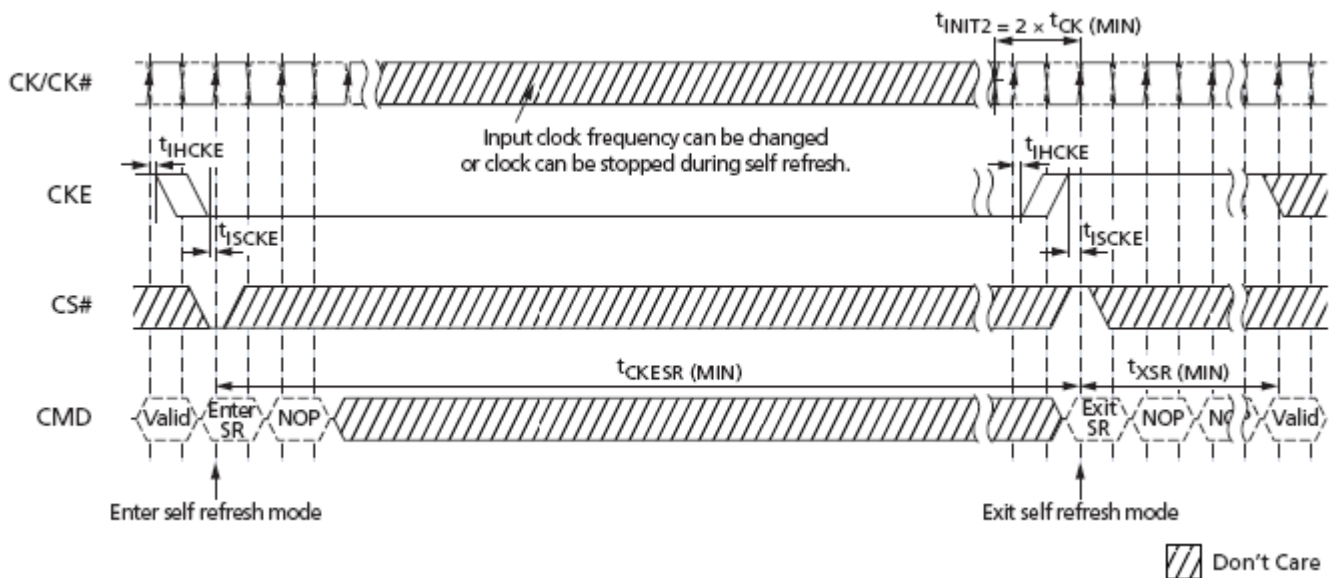 tINIT2 = 2 × tCK (MIN)
CK/CK#
Input clock frequency can be changed
or clock can be stopped during self refresh.
tIHCKE
tIHCKE
CKE
tISCKE
tISCKE
CS#
tCKESR (MIN)
tXSR (MIN)
CMD
Valid
Enter
SR
NOP
Exit
SR
NOP
Valid
Enter self refresh mode
Exit self refresh mode
Don't Care